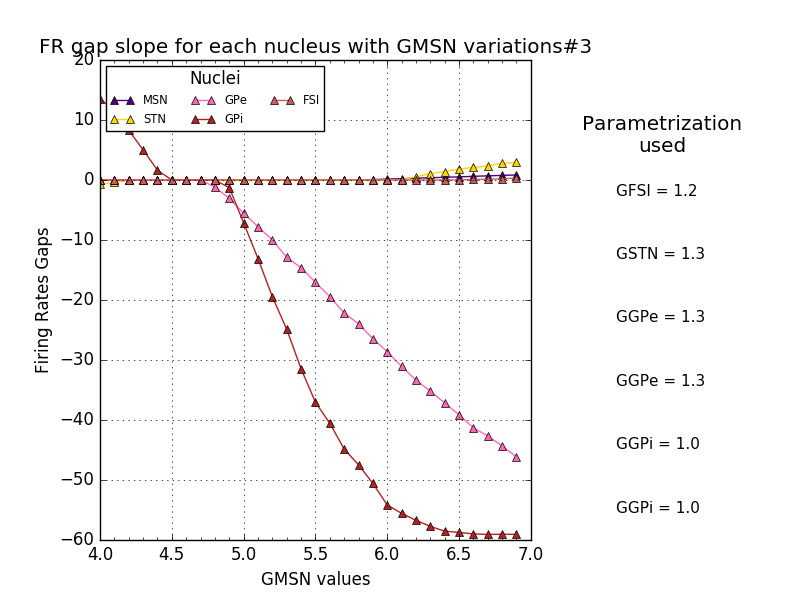 FR gap slope for each nucleus with GMSN variations#3
Nuclei
MSN
STN
GPe
GPi
FSI
20
10
0
−10
−20
−30
−40
−50
−60
Firing Rates Gaps
4.0 4.5 5.0 5.5 6.0 6.5 7.0
GMSN values
Parametrization
used
GFSI = 1.2
GSTN = 1.3
GGPe = 1.3
GGPe = 1.3
GGPi = 1.0
GGPi = 1.0